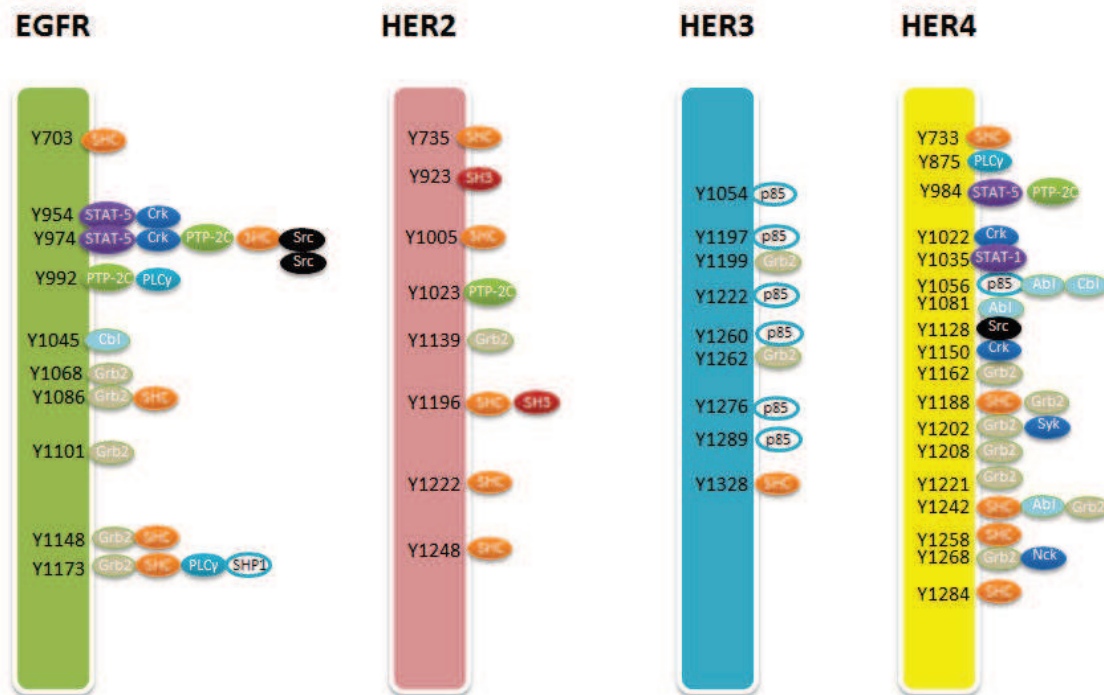 EGFR
Y703 SHC
Y954 STAT-5 Crk
Y974 STAT-5 Crk PTP-2C SHC Src
Src
Y992 PTP-2C PLCγ
Y1045 Cbl
Y1068 Grb2
Y1086 Grb2 SHC
Y1101 Grb2
Y1148 Grb2 SHC
Y1173 Grb2 SHC PLCγ SHP1
HER2
Y735 SHC
Y923 SH3
Y1005 SHC
Y1023 PTP-2C
Y1139 Grb2
Y1196 SHC SH3
Y1222 SHC
Y1248 SHC
HER3
Y1054 p85
Y1197 p85
Y1199 Grb2
Y1222 p85
Y1260 p85
Y1262 Grb2
Y1276 p85
Y1289 p85
Y1328 SHC
HER4
Y733 SHC
Y875 PLCγ
Y984 STAT-5 PTP-2C
Y1022 Crk
Y1035 STAT-1
Y1056 p85 Abl Cbl
Y1081 Abl
Y1128 Src
Y1150 Crk
Y1162 Grb2
Y1188 SHC Grb2
Y1202 Grb2 Syk
Y1208 Grb2
Y1221 Grb2
Y1242 SHC Abl Grb2
Y1258 SHC
Y1268 Grb2 Nck
Y1284 SHC